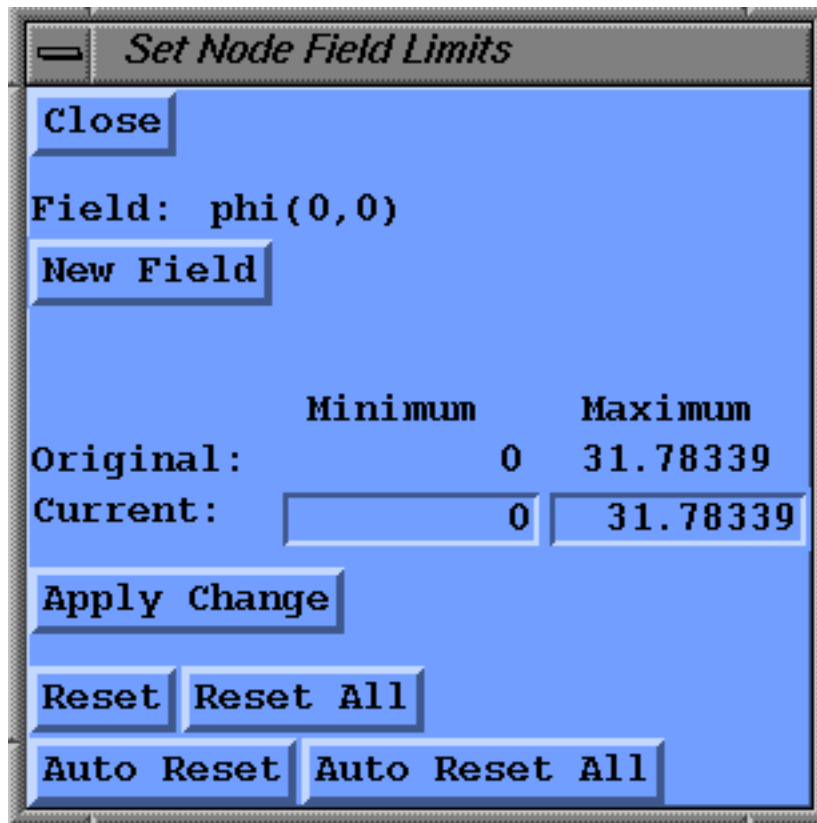 Set Node Field Limits
Close
Field: phi(0,0)
New Field
Minimum Maximum
Original: 0 31.78339
Current: 0 31.78339
Apply Change
Reset Reset All
Auto Reset Auto Reset All